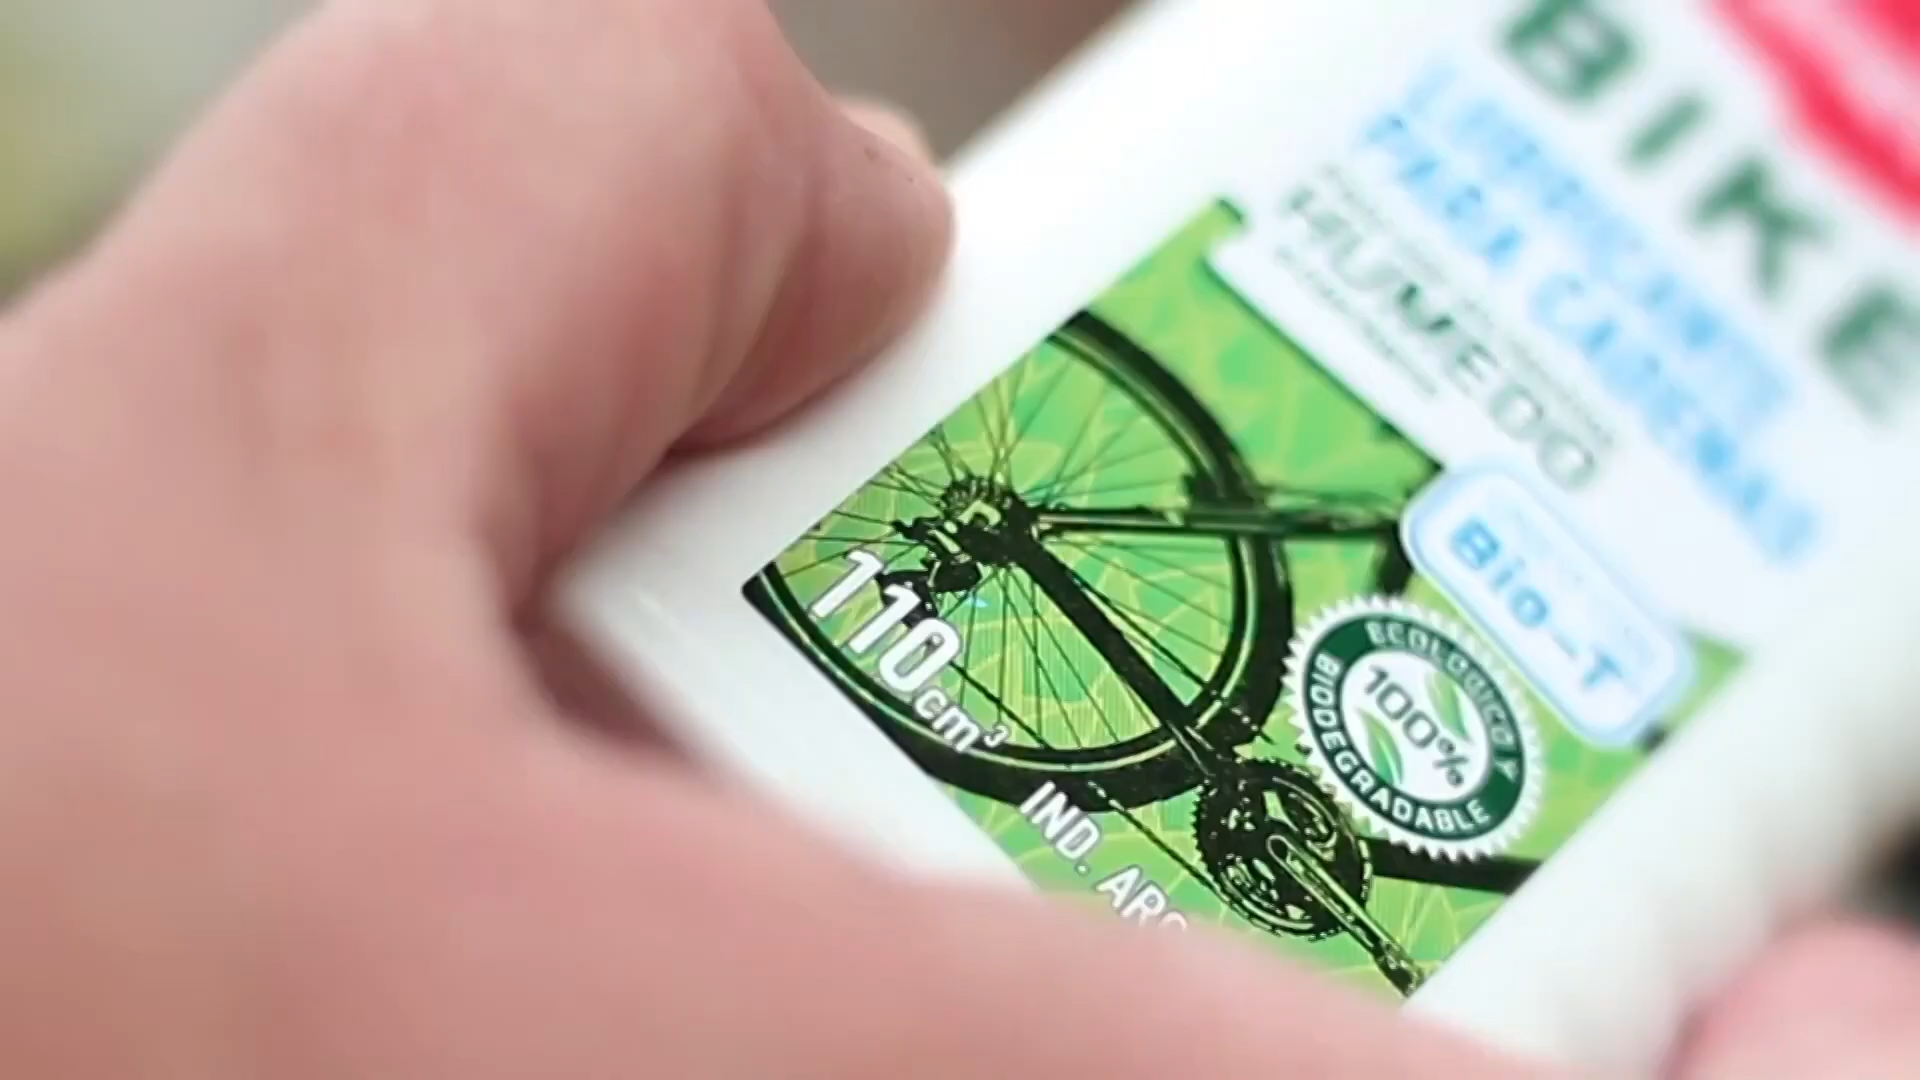 BIKE
LUBRICANTE
PARA CADENAS
HUMEDO
Bio-T
ECOLOGICO Y
BIODEGRADABLE
100%
110cm³
IND. ARG